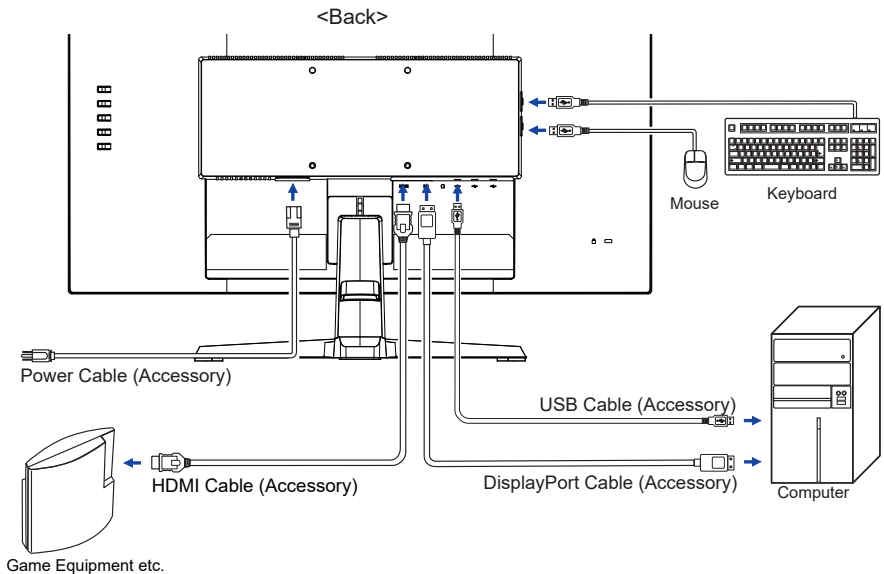 <Back>
Mouse
Keyboard
Power Cable (Accessory)
USB Cable (Accessory)
HDMI Cable (Accessory)
DisplayPort Cable (Accessory)
Computer
Game Equipment etc.